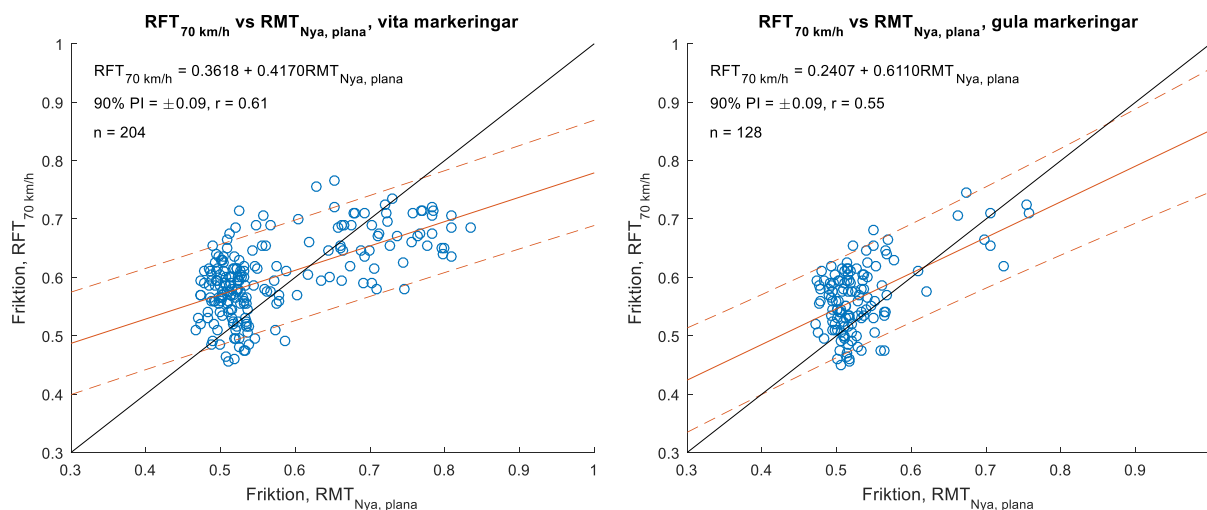 RFT70 km/h vs RMTNya, plana, vita markeringar
RFT70 km/h = 0.3618 + 0.4170RMTNya, plana
90% PI = ±0.09, r = 0.61
n = 204
1
0.9
0.8
0.7
0.6
0.5
0.4
0.3
Friktion, RFT70 km/h
0.3 0.4 0.5 0.6 0.7 0.8 0.9 1
Friktion, RMTNya, plana
RFT70 km/h vs RMTNya, plana, gula markeringar
RFT70 km/h = 0.2407 + 0.6110RMTNya, plana
90% PI = ±0.09, r = 0.55
n = 128
1
0.9
0.8
0.7
0.6
0.5
0.4
0.3
Friktion, RFT70 km/h
0.3 0.4 0.5 0.6 0.7 0.8 0.9
Friktion, RMTNya, plana